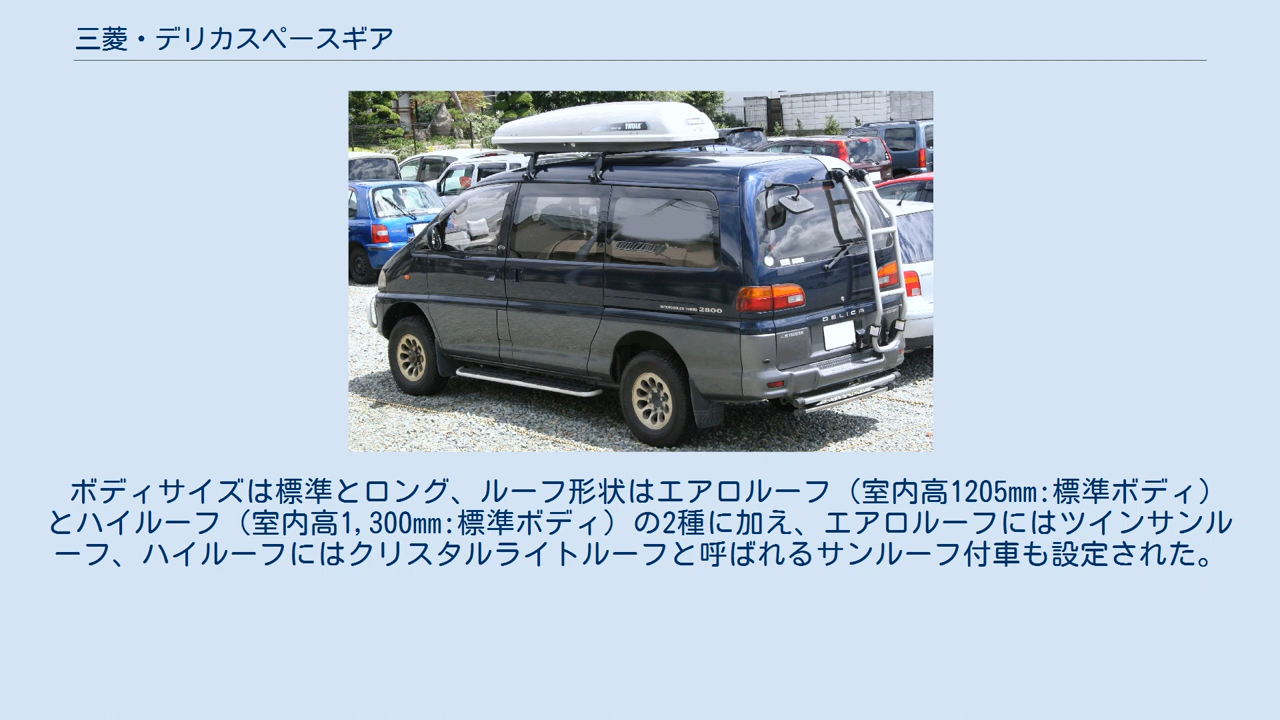 三菱・デリカスペースギア
THULE
INTERCOOLER TURBO 2800
DELICA
ボディサイズは標準とロング、ルーフ形状はエアロルーフ（室内高1205mm:標準ボディ）
とハイルーフ（室内高1,300mm:標準ボディ）の2種に加え、エアロルーフにはツインサンル
ーフ、ハイルーフにはクリスタルライトルーフと呼ばれるサンルーフ付車も設定された。